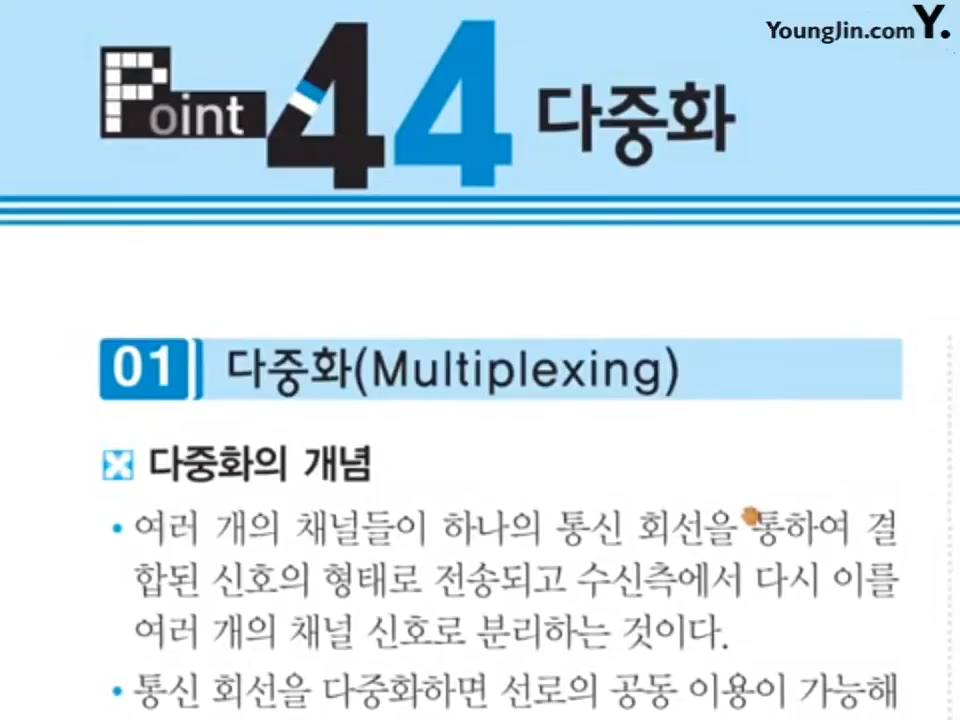 YoungJin.com Y.
Point 44 다중화
01 다중화(Multiplexing)
다중화의 개념
• 여러 개의 채널들이 하나의 통신 회선을 통하여 결
합된 신호의 형태로 전송되고 수신측에서 다시 이를
여러 개의 채널 신호로 분리하는 것이다.
• 통신 회선을 다중화하면 선로의 공동 이용이 가능해